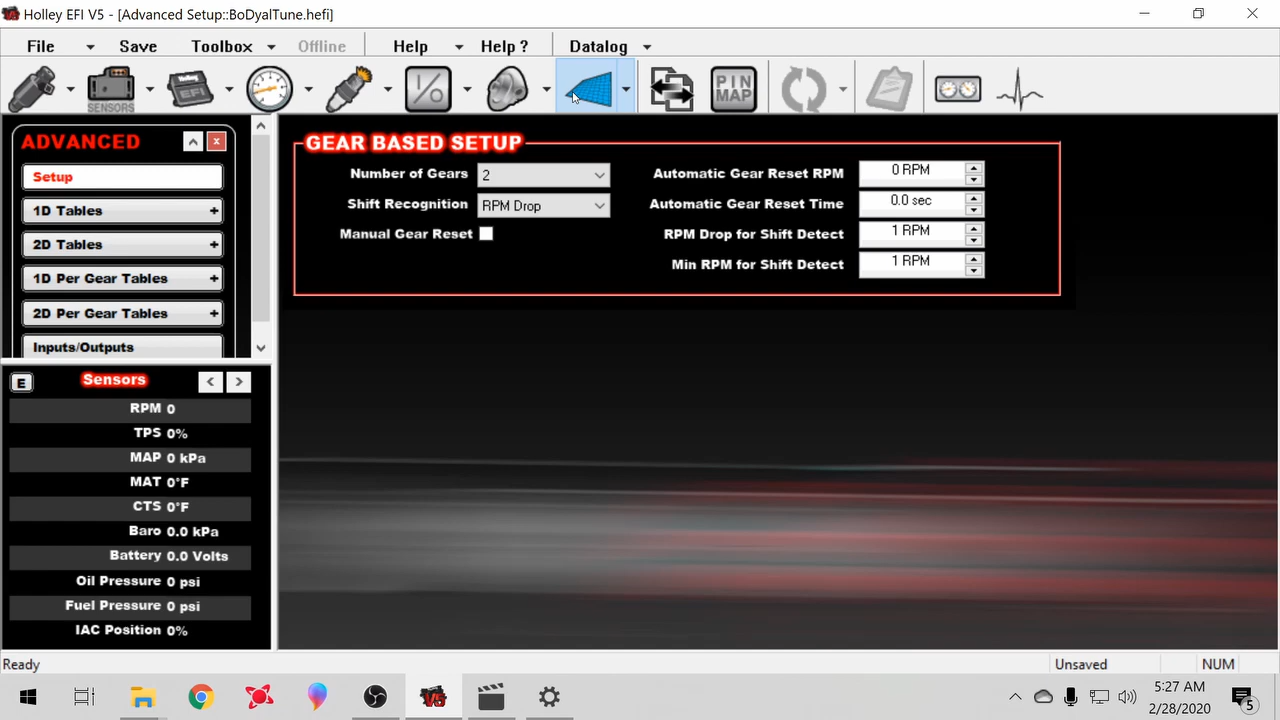 Holley EFI V5 - [Advanced Setup::BoDyalTune.hefi]
File Save Toolbox Offline Help Help ? Datalog
SENSORS Holley EFI I/O PIN MAP
ADVANCED
Setup
1D Tables +
2D Tables +
1D Per Gear Tables +
2D Per Gear Tables +
Inputs/Outputs
GEAR BASED SETUP
Number of Gears 2 Automatic Gear Reset RPM 0 RPM
Shift Recognition RPM Drop Automatic Gear Reset Time 0.0 sec
Manual Gear Reset RPM Drop for Shift Detect 1 RPM
Min RPM for Shift Detect 1 RPM
E Sensors < >
RPM 0
TPS 0%
MAP 0 kPa
MAT 0°F
CTS 0°F
Baro 0.0 kPa
Battery 0.0 Volts
Oil Pressure 0 psi
Fuel Pressure 0 psi
IAC Position 0%
Ready Unsaved NUM
V5 5:27 AM
2/28/2020 5